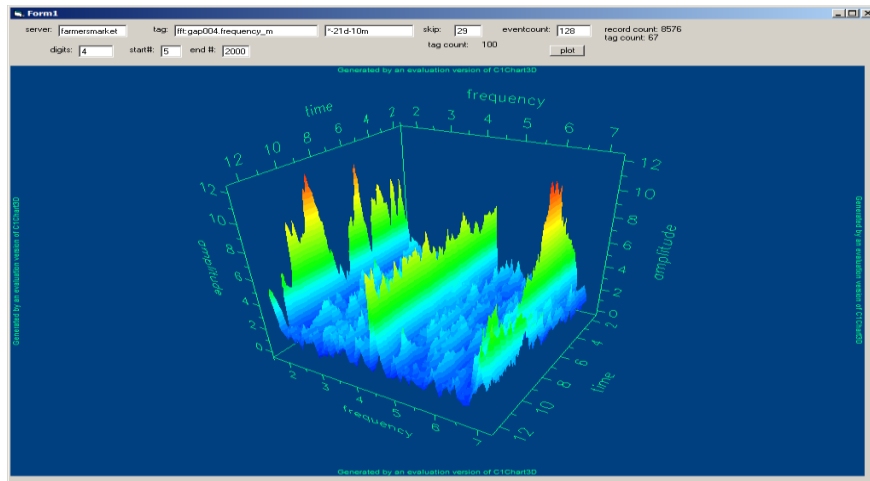 Form1
server: farmersmarket tag: fft:gap004.frequency_m *-21d-10m skip: 29 eventcount: 128 record count: 8576
tag count: 67
digits: 4 start#: 5 end #: 2000 tag count: 100 plot
Generated by an evaluation version of C1Chart3D
time frequency
12 10 8 6 4 2 2 3 4 5 6 7
amplitude 12 10 8 6 4 2 0
amplitude 12 10 8 6 4 2 0
frequency 2 3 4 5 6 7
time 12 10 8 6 4 2
Generated by an evaluation version of C1Chart3D
Generated by an evaluation version of C1Chart3D
Generated by an evaluation version of C1Chart3D